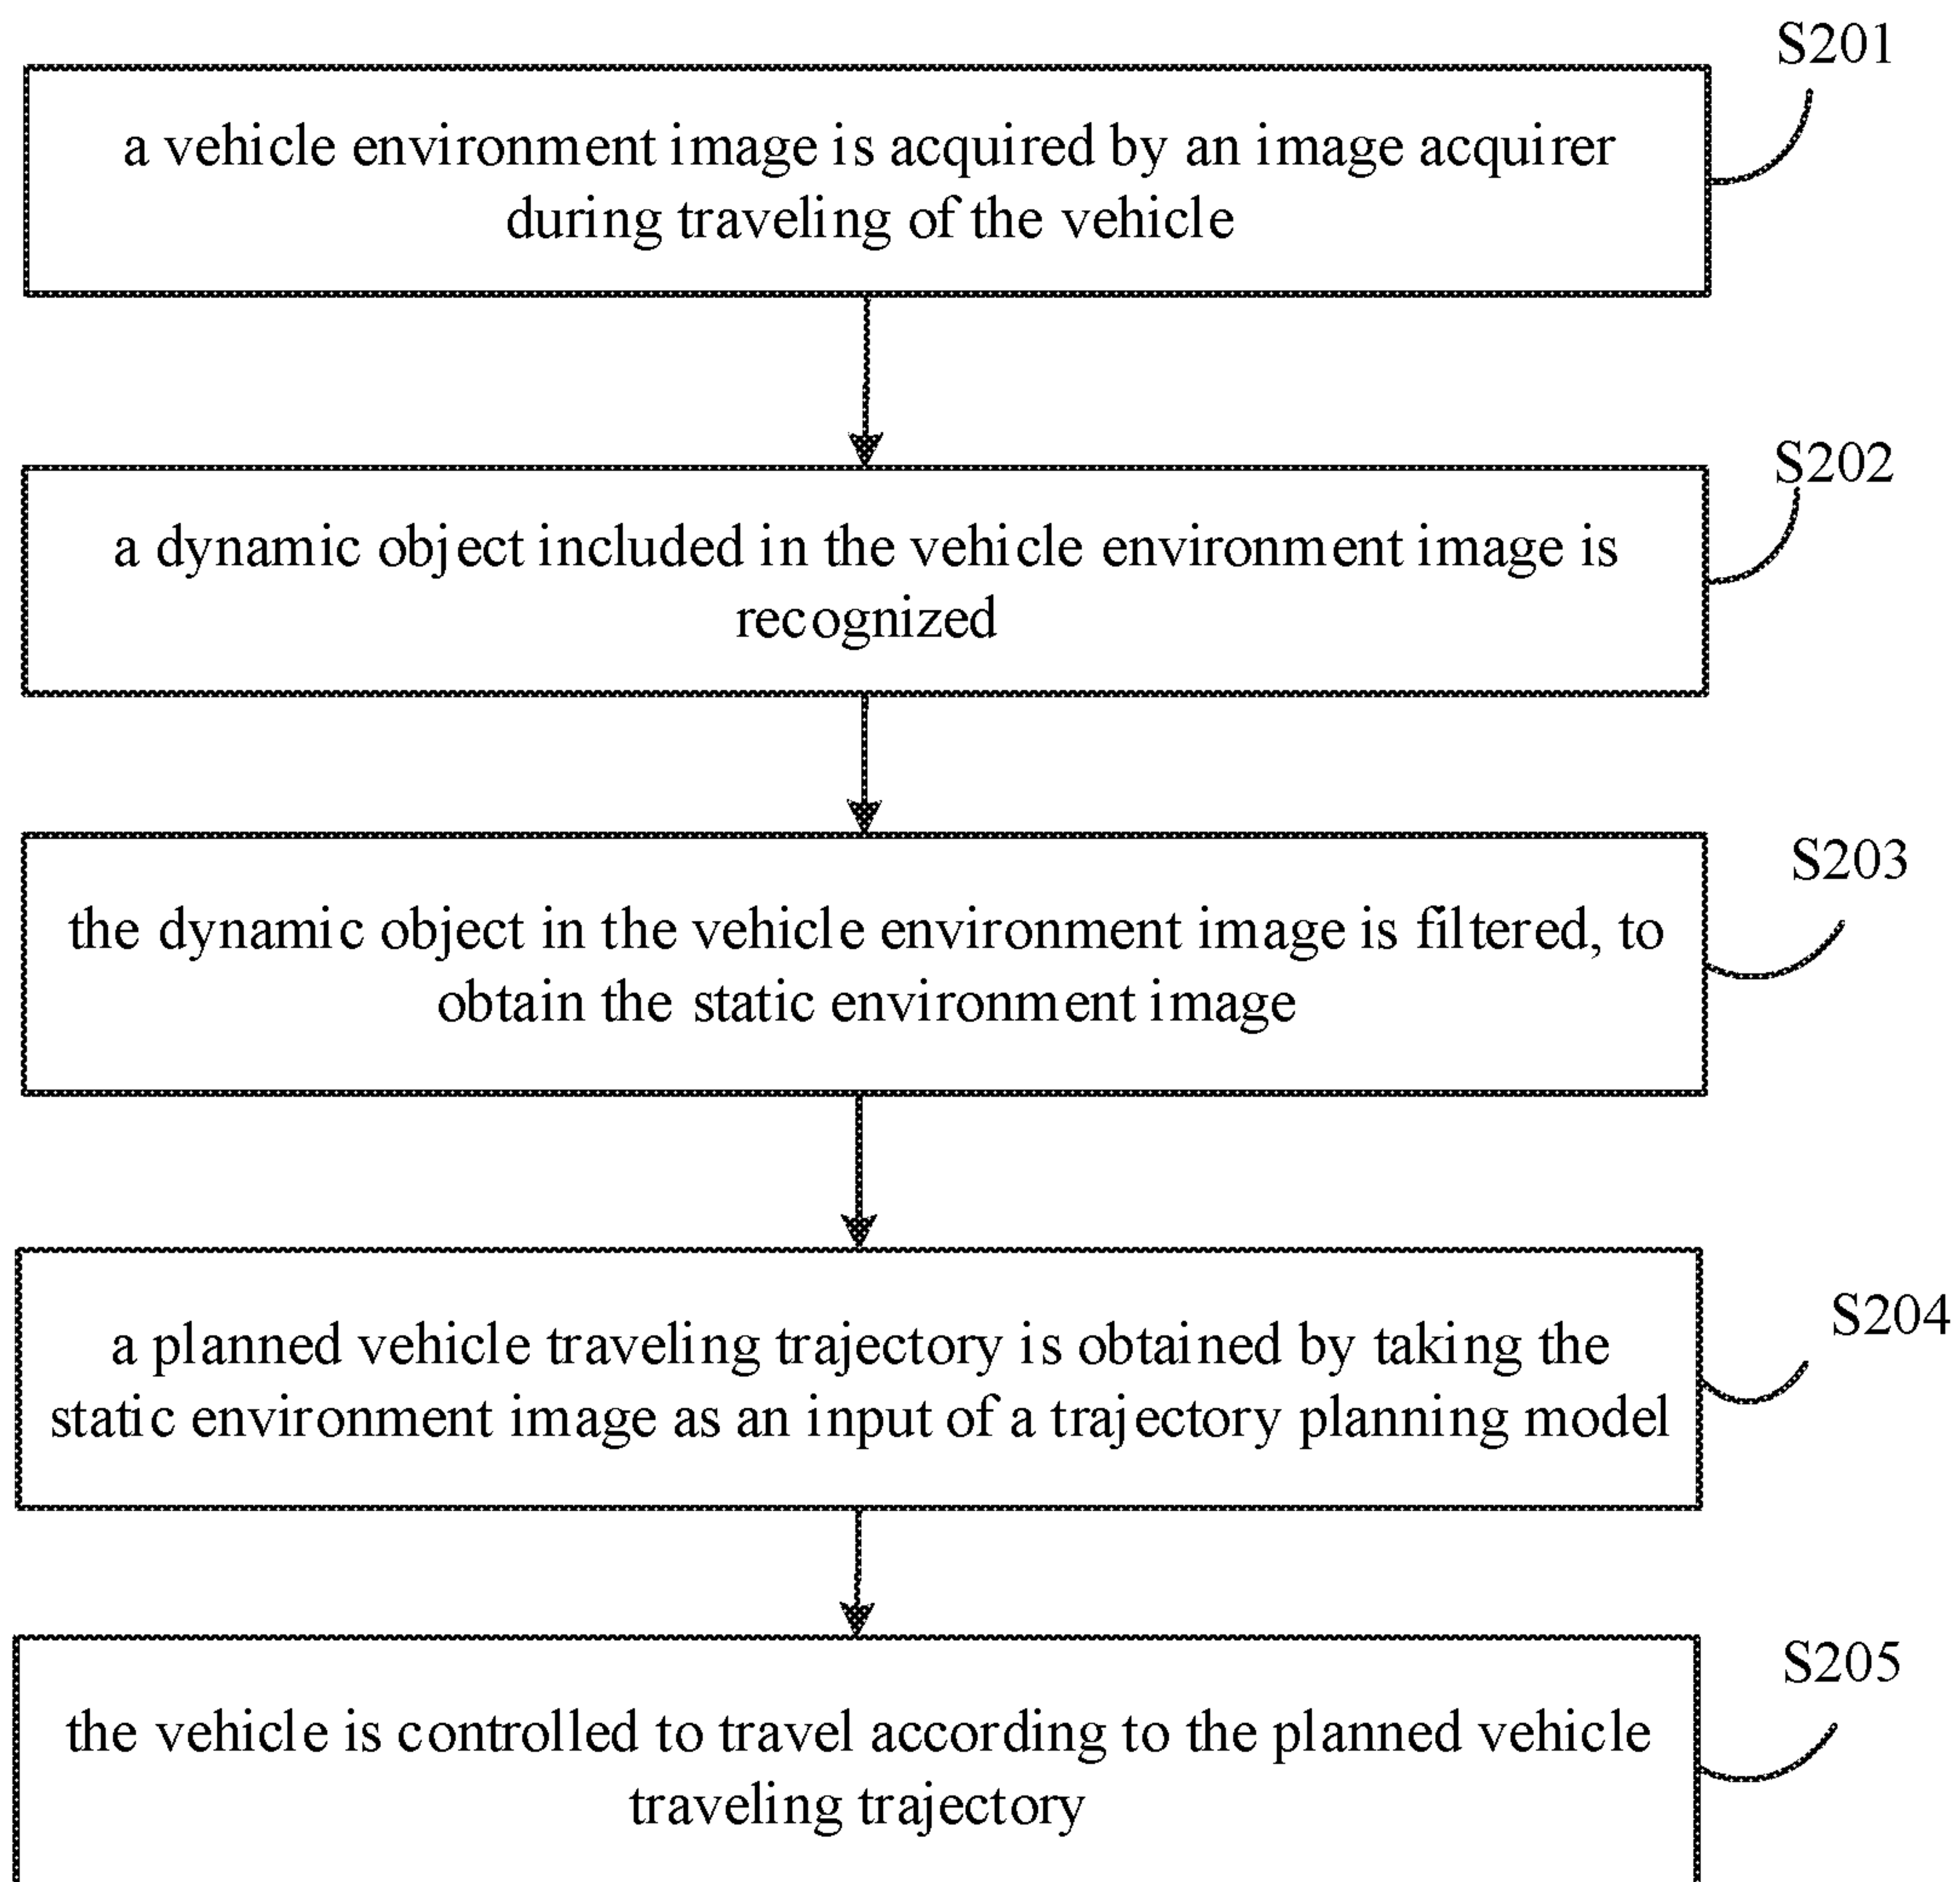 S201
a vehicle environment image is acquired by an image acquirer
during traveling of the vehicle
S202
a dynamic object included in the vehicle environment image is
recognized
S203
the dynamic object in the vehicle environment image is filtered, to
obtain the static environment image
S204
a planned vehicle traveling trajectory is obtained by taking the
static environment image as an input of a trajectory planning model
S205
the vehicle is controlled to travel according to the planned vehicle
traveling trajectory